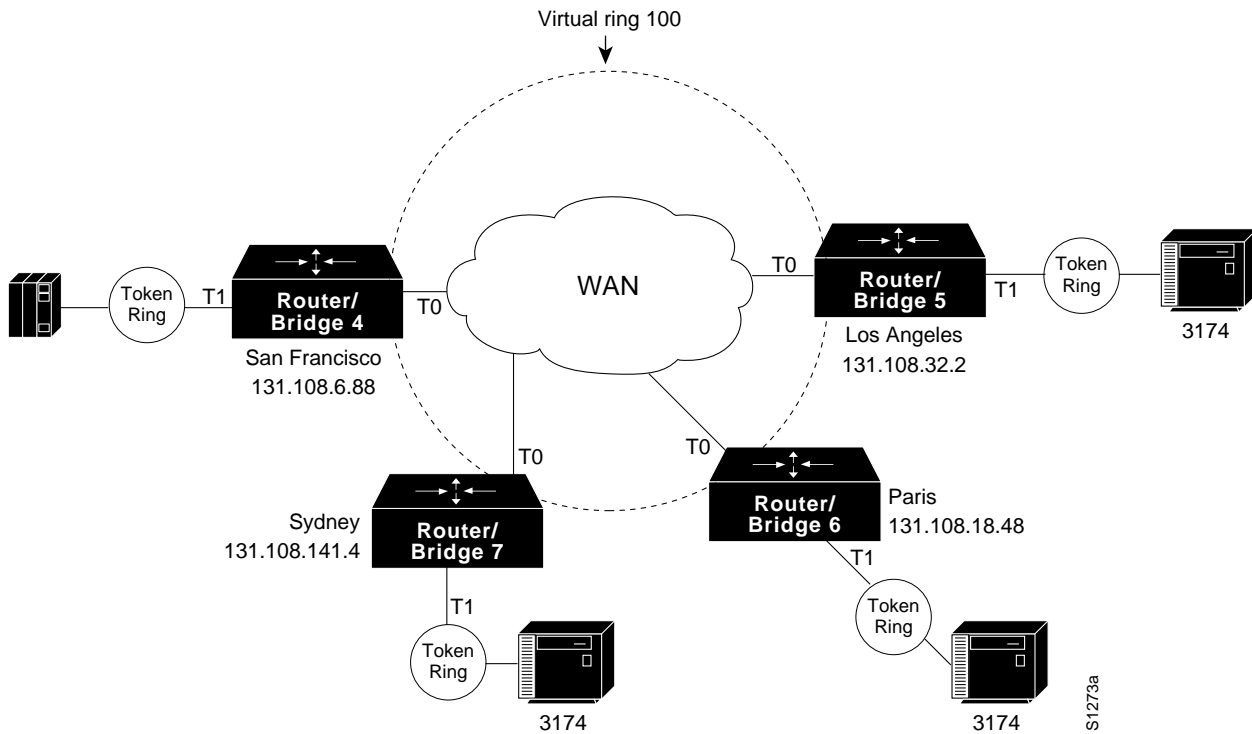 Virtual ring 100
WAN
Token
Ring
T1
Router/
Bridge 4
T0
San Francisco
131.108.6.88
T0
Router/
Bridge 5
T1
Token
Ring
3174
Los Angeles
131.108.32.2
T0
Sydney
131.108.141.4
Router/
Bridge 7
T1
Token
Ring
3174
T0
Router/
Bridge 6
Paris
131.108.18.48
T1
Token
Ring
3174
S1273a